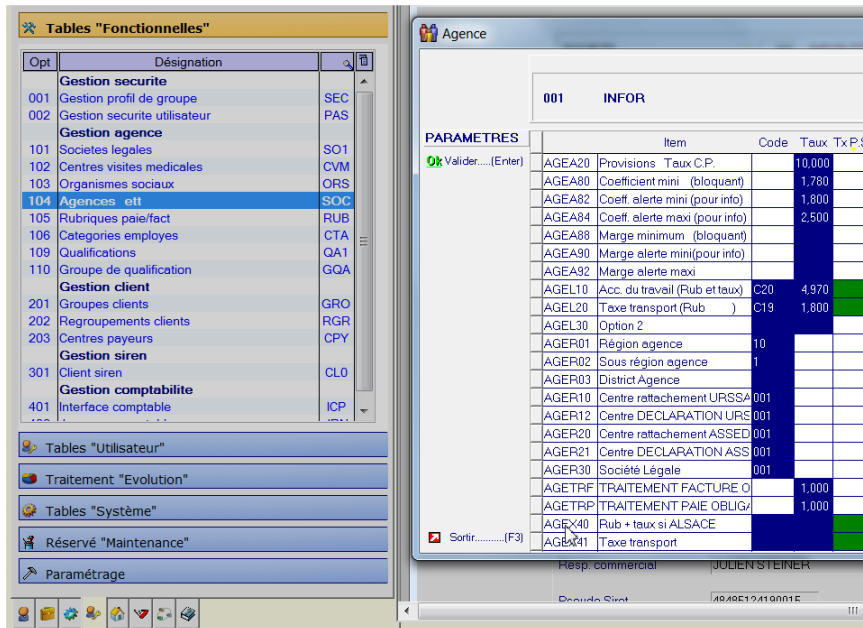 Tables "Fonctionnelles"
Opt Désignation
Gestion securite
001 Gestion profil de groupe SEC
002 Gestion securite utilisateur PAS
Gestion agence
101 Societes legales SO1
102 Centres visites medicales CVM
103 Organismes sociaux ORS
104 Agences ett SOC
105 Rubriques paie/fact RUB
106 Categories employes CTA
109 Qualifications QA1
110 Groupe de qualification GQA
Gestion client
201 Groupes clients GRO
202 Regroupements clients RGR
203 Centres payeurs CPY
Gestion siren
301 Client siren CL0
Gestion comptabilite
401 Interface comptable ICP
Tables "Utilisateur"
Traitement "Evolution"
Tables "Système"
Réservé "Maintenance"
Paramétrage
Agence
001 INFOR
PARAMETRES
Ok Valider.....(Enter)
Sortir...........(F3)
Item Code Taux Tx P.S
AGEA20 Provisions Taux C.P. 10,000
AGEA80 Coefficient mini (bloquant) 1,780
AGEA82 Coeff. alerte mini (pour info) 1,800
AGEA84 Coeff. alerte maxi (pour info) 2,500
AGEA88 Marge minimum (bloquant)
AGEA90 Marge alerte mini(pour info)
AGEA92 Marge alerte maxi
AGEL10 Acc. du travail (Rub et taux) C20 4,970
AGEL20 Taxe transport (Rub ) C19 1,800
AGEL30 Option 2
AGER01 Région agence 10
AGER02 Sous région agence 1
AGER03 District Agence
AGER10 Centre rattachement URSSA 001
AGER12 Centre DECLARATION URS 001
AGER20 Centre rattachement ASSED 001
AGER21 Centre DECLARATION ASS 001
AGER30 Société Légale 001
AGETRF TRAITEMENT FACTURE O 1,000
AGETRP TRAITEMENT PAIE OBLIGA 1,000
AGEX40 Rub + taux si ALSACE
AGEX41 Taxe transport
Resp. commercial JULIEN STEINER
Pseudo Siret 48485124190015